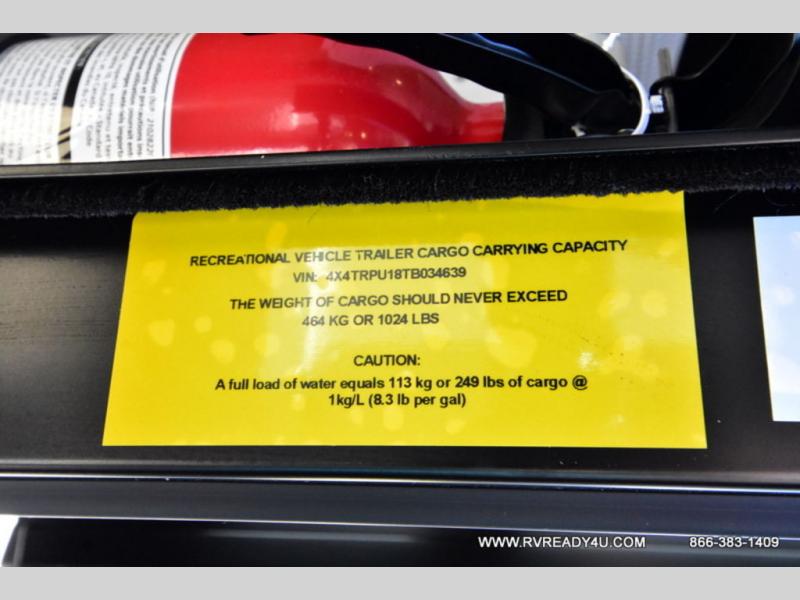 RECREATIONAL VEHICLE TRAILER CARGO CARRYING CAPACITY
VIN: 4X4TRPU18TB034639
THE WEIGHT OF CARGO SHOULD NEVER EXCEED
464 KG OR 1024 LBS
CAUTION:
A full load of water equals 113 kg or 249 lbs of cargo @
1kg/L (8.3 lb per gal)
WWW.RVREADY4U.COM 866-383-1409